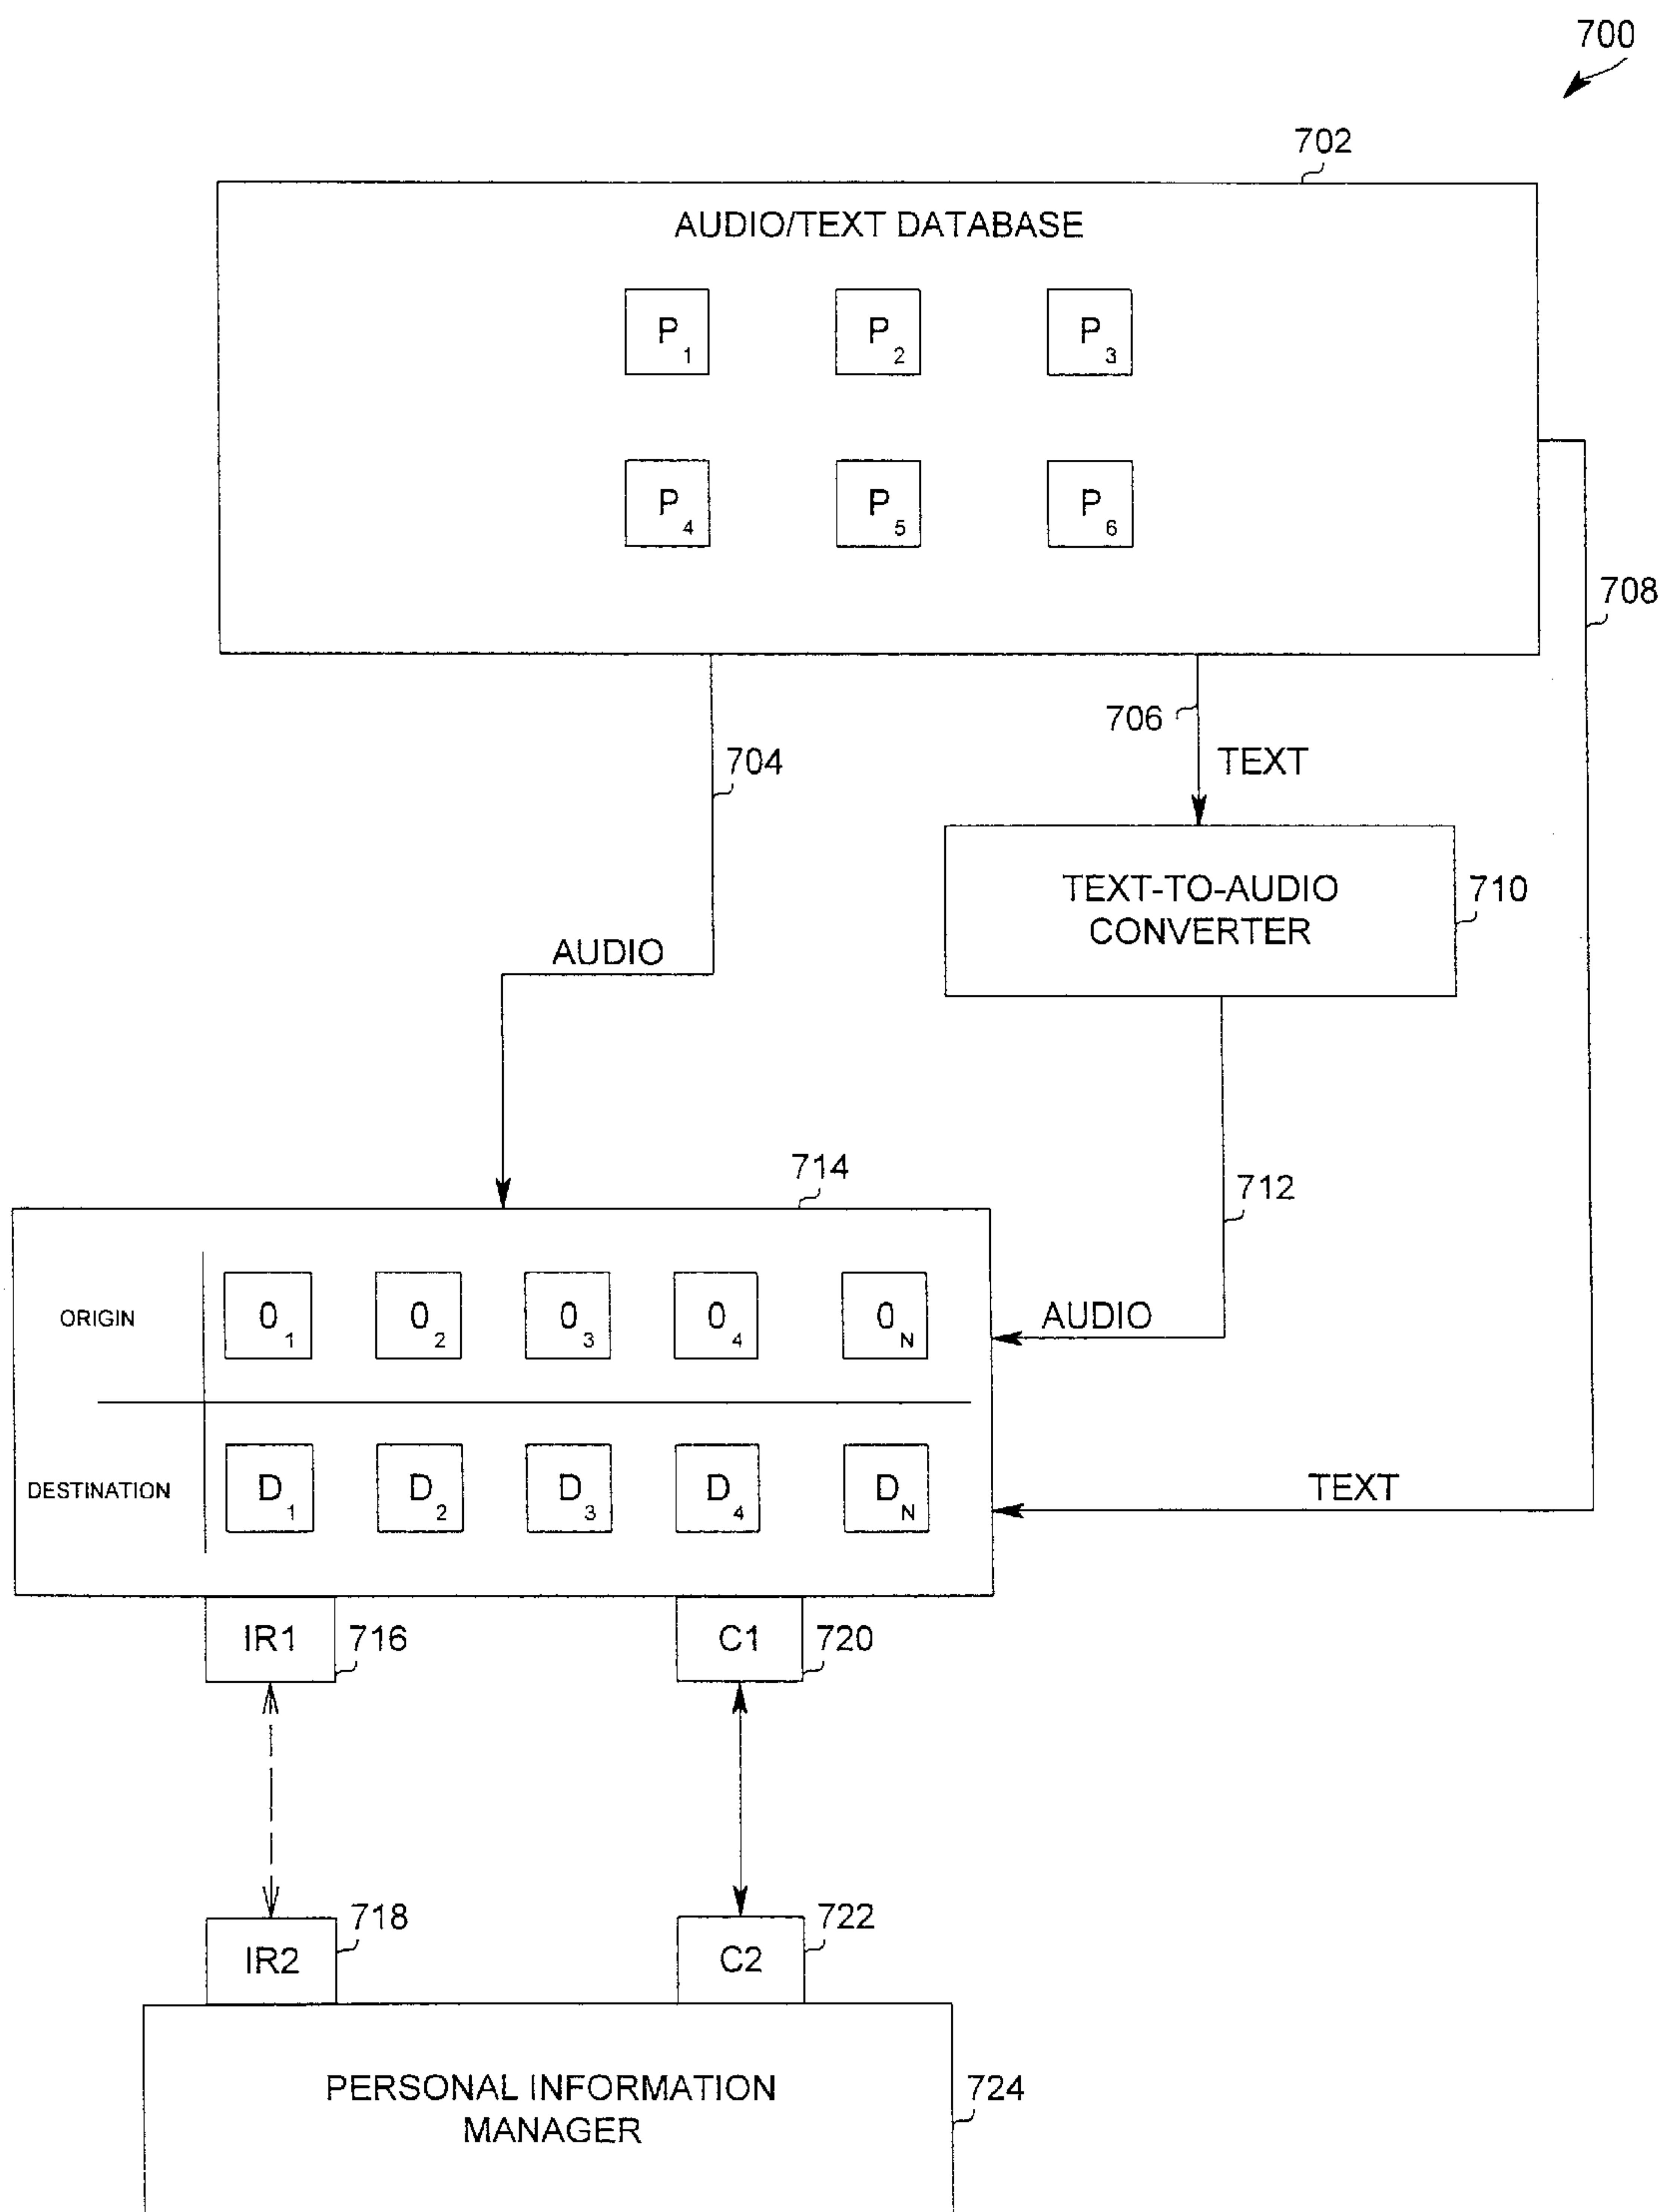 700
702
AUDIO/TEXT DATABASE
P1 P2 P3
P4 P5 P6
708
706
TEXT
704
TEXT-TO-AUDIO
CONVERTER
710
AUDIO
714
712
ORIGIN 01 02 03 04 0N
AUDIO
DESTINATION D1 D2 D3 D4 DN
TEXT
IR1 716 C1 720
718 722
IR2 C2
PERSONAL INFORMATION
MANAGER
724